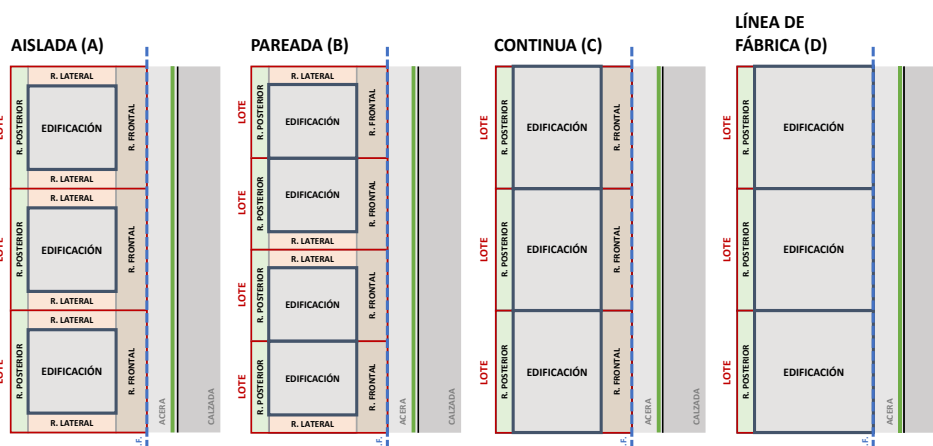 AISLADA (A)
R. LATERAL
LOTE
R. POSTERIOR
EDIFICACIÓN
R. FRONTAL
R. LATERAL
R. LATERAL
LOTE
R. POSTERIOR
EDIFICACIÓN
R. FRONTAL
R. LATERAL
R. LATERAL
LOTE
R. POSTERIOR
EDIFICACIÓN
R. FRONTAL
ACERA
CALZADA
.F.
PAREADA (B)
R. LATERAL
LOTE
R. POSTERIOR
EDIFICACIÓN
R. FRONTAL
LOTE
R. POSTERIOR
EDIFICACIÓN
R. FRONTAL
R. LATERAL
R. LATERAL
LOTE
R. POSTERIOR
EDIFICACIÓN
R. FRONTAL
LOTE
R. POSTERIOR
EDIFICACIÓN
R. FRONTAL
R. LATERAL
ACERA
CALZADA
.F.
CONTINUA (C)
LOTE
R. POSTERIOR
EDIFICACIÓN
R. FRONTAL
LOTE
R. POSTERIOR
EDIFICACIÓN
R. FRONTAL
LOTE
R. POSTERIOR
EDIFICACIÓN
R. FRONTAL
ACERA
CALZADA
.F.
LÍNEA DE
FÁBRICA (D)
LOTE
R. POSTERIOR
EDIFICACIÓN
LOTE
R. POSTERIOR
EDIFICACIÓN
LOTE
R. POSTERIOR
EDIFICACIÓN
ACERA
CALZADA
.F.